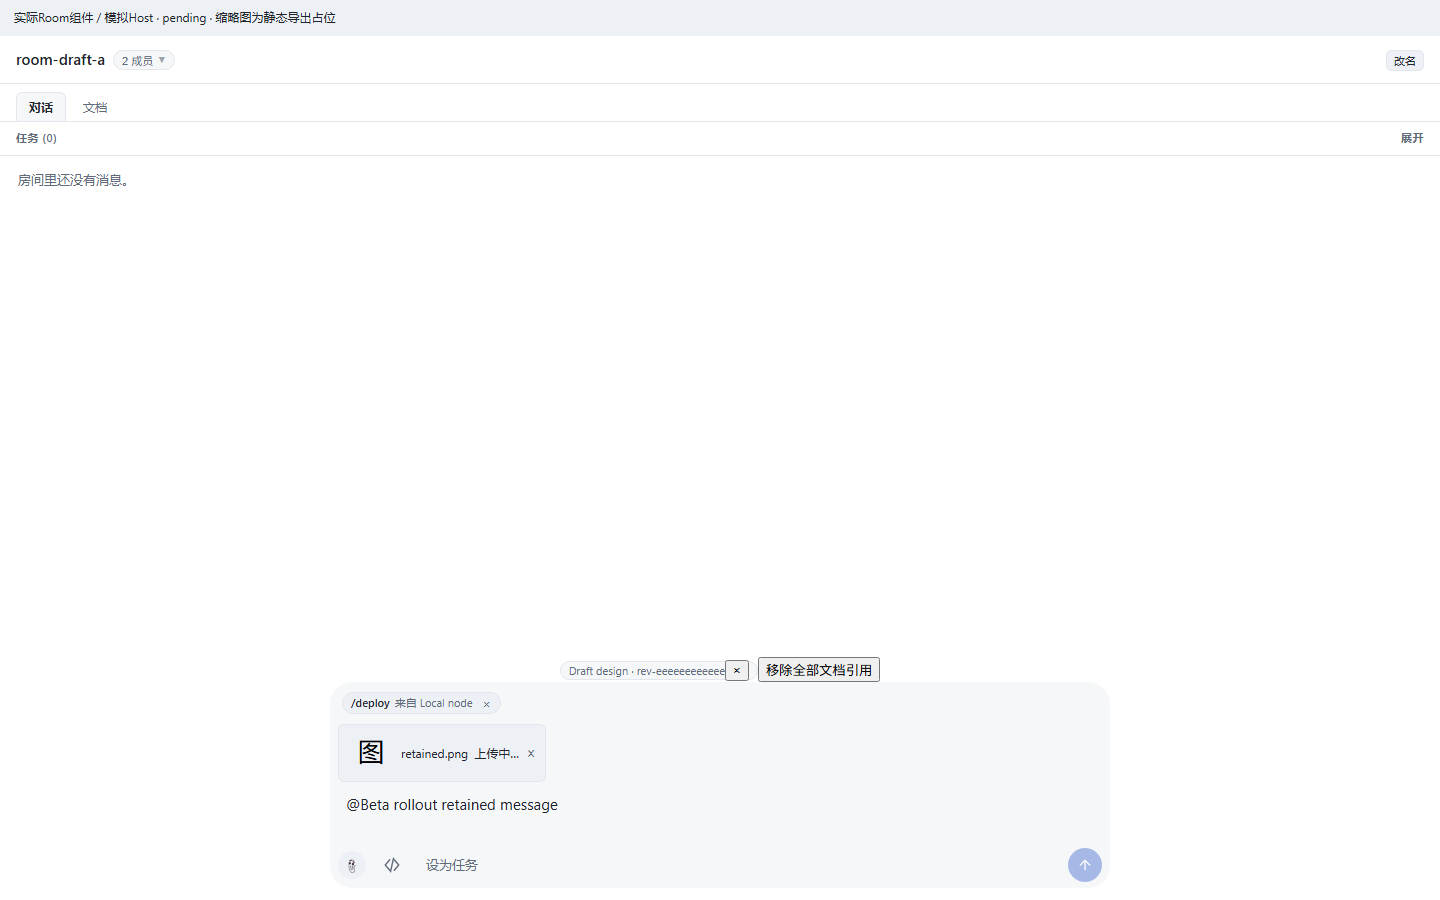 实际Room组件 / 模拟Host · pending · 缩略图为静态导出占位
room-draft-a 2 成员 ▼ 改名
对话 文档
任务 (0) 展开
房间里还没有消息。
Draft design · rev-eeeeeeeeeeee × 移除全部文档引用
/deploy 来自 Local node ×
图 retained.png 上传中... ×
@Beta rollout retained message
设为任务